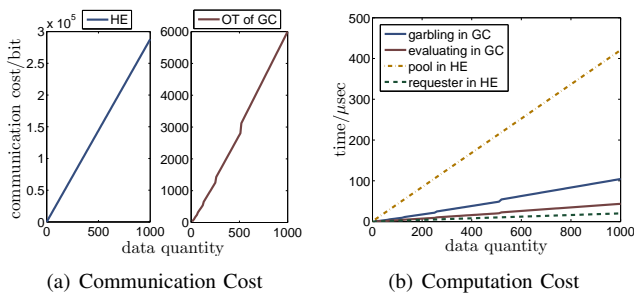 x 10^5
HE
OT of GC
communication cost/bit
3
2.5
2
1.5
1
0.5
0
0 500 1000
6000
5000
4000
3000
2000
1000
0
0 500 1000
data quantity
(a) Communication Cost
garbling in GC
evaluating in GC
pool in HE
requester in HE
time/μsec
500
400
300
200
100
0
0 200 400 600 800 1000
data quantity
(b) Computation Cost